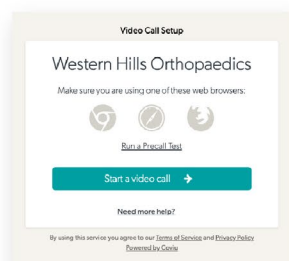 Video Call Setup
Western Hills Orthopaedics
Make sure you are using one of these web browsers:
Run a Precall Test
Start a video call
Need more help?
By using this service you agree to our Terms of Service and Privacy Policy
Powered by Coviu